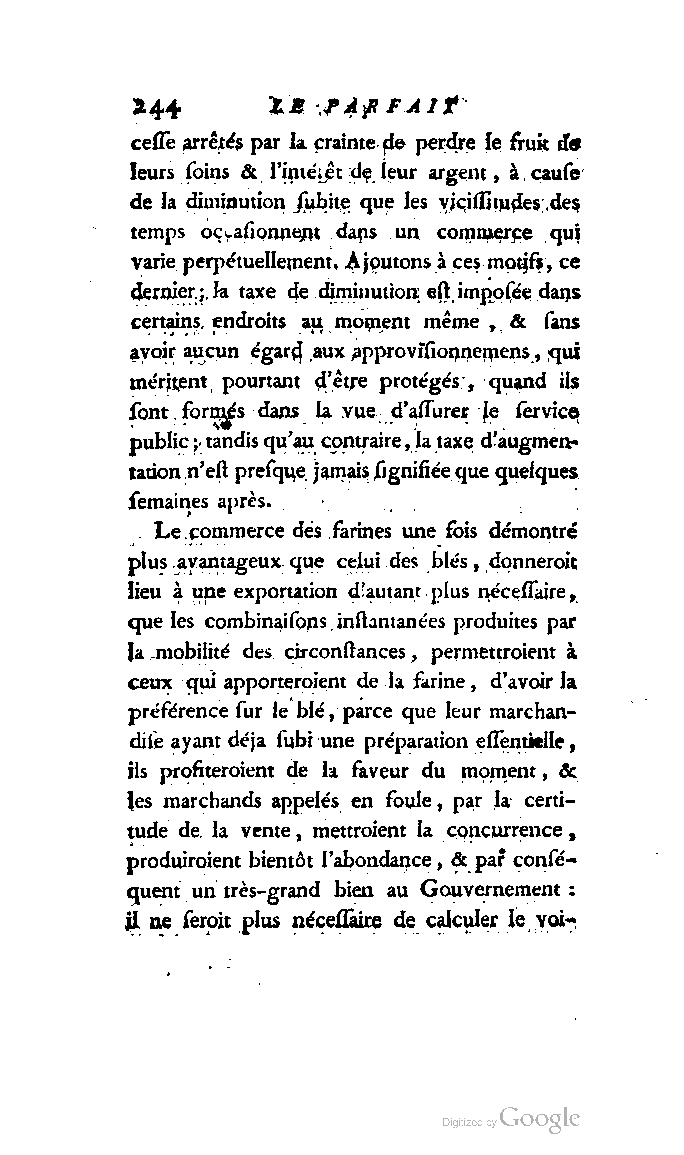 244 LE PARFAIT
ceſſe arrêtés par la crainte de perdre le fruit de
leurs ſoins & l'intérêt de leur argent, à cauſe
de la diminution ſubite que les viciſſitudes des
temps occaſionnent dans un commerce qui
varie perpétuellement. Ajoutons à ces motifs, ce
dernier; la taxe de diminution eſt impoſée dans
certains endroits au moment même, & ſans
avoir aucun égard aux approviſionnemens, qui
méritent pourtant d'être protégés, quand ils
ſont formés dans la vue d'aſſurer le ſervice
public; tandis qu'au contraire, la taxe d'augmen-
tation n'eſt preſque jamais ſignifiée que quelques
ſemaines après.
Le commerce des farines une fois démontré
plus avantageux que celui des blés, donneroit
lieu à une exportation d'autant plus néceſſaire,
que les combinaiſons inſtantanées produites par
la mobilité des circonſtances, permettroient à
ceux qui apporteroient de la farine, d'avoir la
préférence ſur le blé, parce que leur marchan-
diſe ayant déja ſubi une préparation eſſentielle,
ils profiteroient de la faveur du moment, &
les marchands appelés en foule, par la certi-
tude de la vente, mettroient la concurrence,
produiroient bientôt l'abondance, & par conſé-
quent un très-grand bien au Gouvernement :
il ne ſeroit plus néceſſaire de calculer le voi-
Digitized by Google